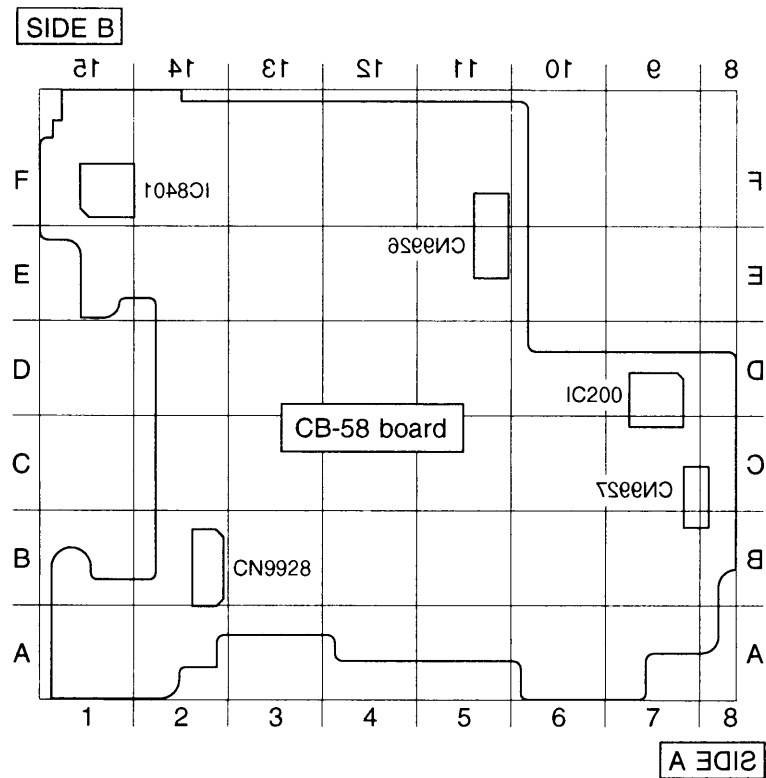 SIDE B
15 14 13 12 11 10 9 8
F F
IC8401
CN9926
E E
D D
IC200
CB-58 board
C C
CN9927
B B
CN9928
A A
1 2 3 4 5 6 7 8
SIDE A